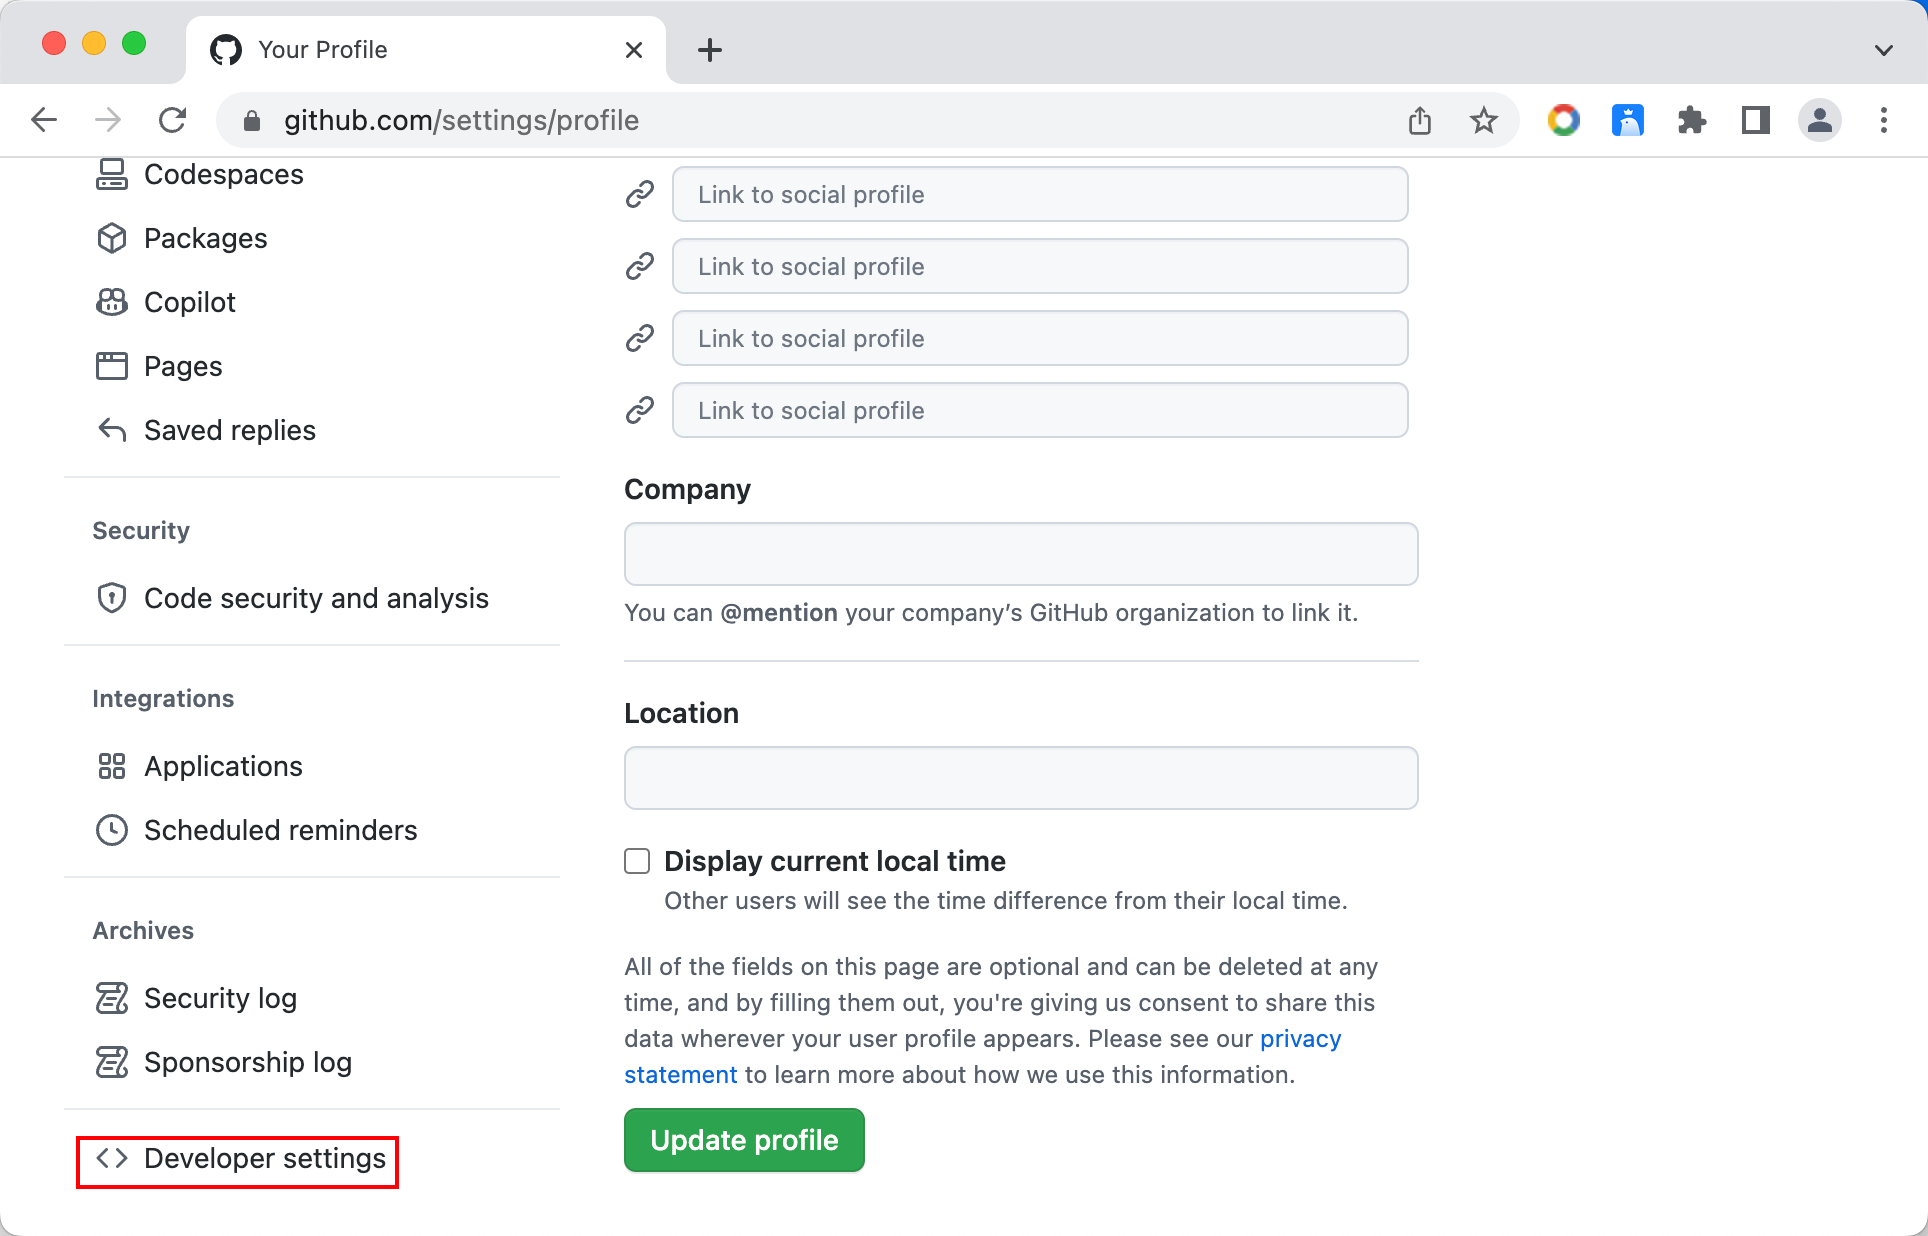 Your Profile
github.com/settings/profile
Codespaces
Packages
Copilot
Pages
Saved replies
Security
Code security and analysis
Integrations
Applications
Scheduled reminders
Archives
Security log
Sponsorship log
Developer settings
Link to social profile
Link to social profile
Link to social profile
Link to social profile
Company
You can @mention your company’s GitHub organization to link it.
Location
Display current local time
Other users will see the time difference from their local time.
All of the fields on this page are optional and can be deleted at any
time, and by filling them out, you're giving us consent to share this
data wherever your user profile appears. Please see our privacy
statement to learn more about how we use this information.
Update profile